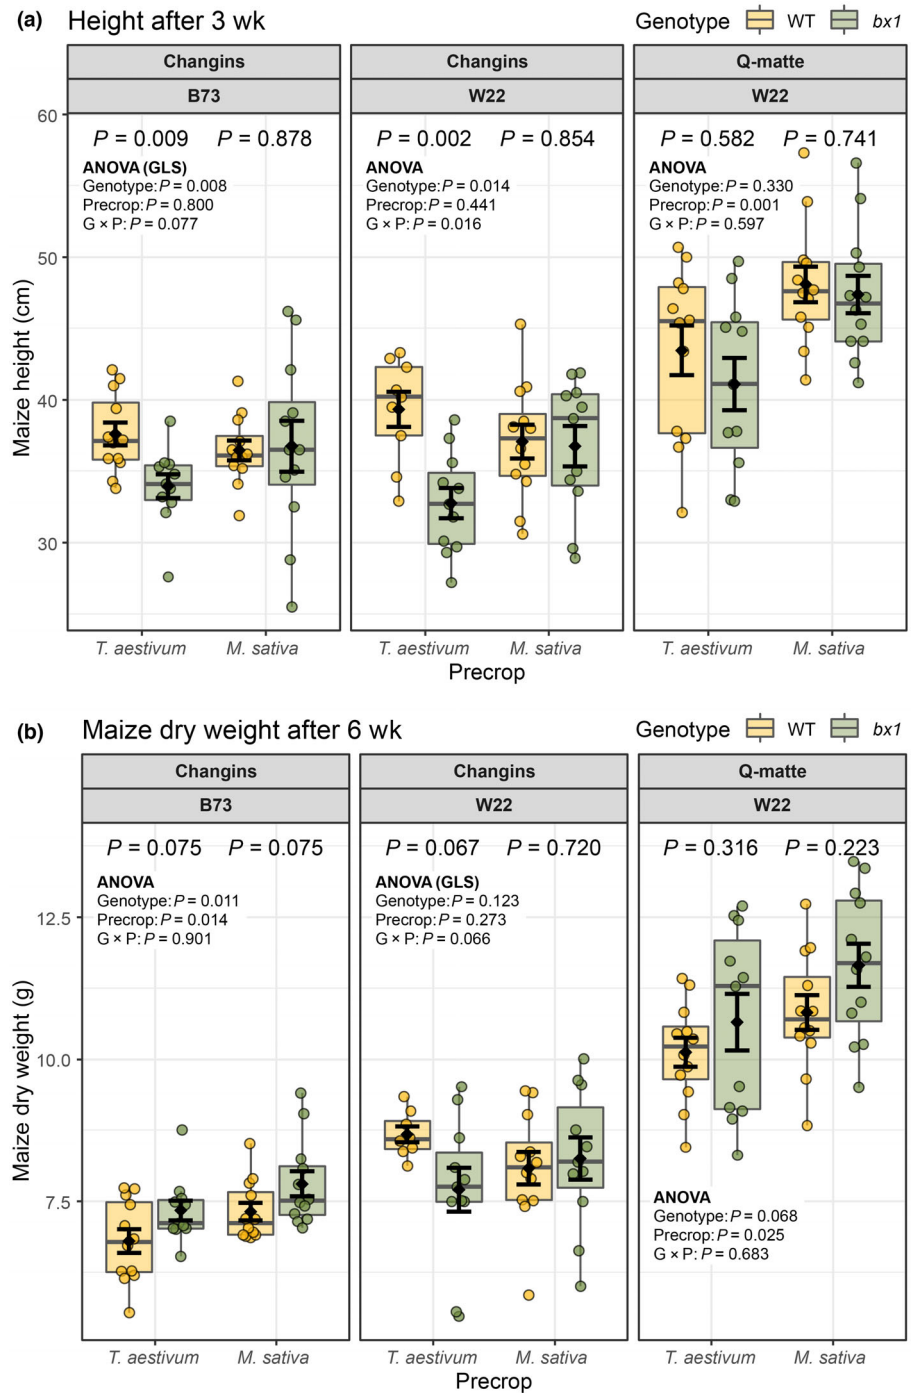 (a) Height after 3 wk Genotype WT bx1
Changins Changins Q-matte
B73 W22 W22
P = 0.009 P = 0.878 P = 0.002 P = 0.854 P = 0.582 P = 0.741
ANOVA (GLS)
Genotype: P = 0.008
Precrop: P = 0.800
G × P: P = 0.077
ANOVA
Genotype: P = 0.014
Precrop: P = 0.441
G × P: P = 0.016
ANOVA
Genotype: P = 0.330
Precrop: P = 0.001
G × P: P = 0.597
Maize height (cm)
60
50
40
30
T. aestivum M. sativa T. aestivum M. sativa T. aestivum M. sativa
Precrop
(b) Maize dry weight after 6 wk Genotype WT bx1
Changins Changins Q-matte
B73 W22 W22
P = 0.075 P = 0.075 P = 0.067 P = 0.720 P = 0.316 P = 0.223
ANOVA
Genotype: P = 0.011
Precrop: P = 0.014
G × P: P = 0.901
ANOVA (GLS)
Genotype: P = 0.123
Precrop: P = 0.273
G × P: P = 0.066
ANOVA
Genotype: P = 0.068
Precrop: P = 0.025
G × P: P = 0.683
Maize dry weight (g)
12.5
10.0
7.5
T. aestivum M. sativa T. aestivum M. sativa T. aestivum M. sativa
Precrop